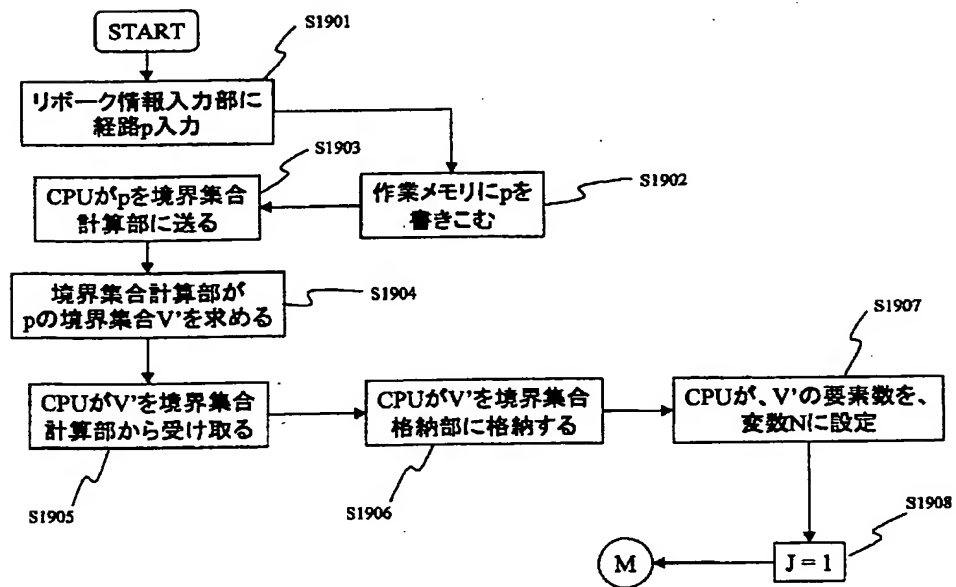 START
S1901
リボーク情報入力部に
経路p入力
S1903
CPUがpを境界集合
計算部に送る
作業メモリにpを
書きこむ
S1902
境界集合計算部が
pの境界集合V'を求める
S1904
S1907
CPUがV'を境界集合
計算部から受け取る
CPUがV'を境界集合
格納部に格納する
CPUが、V'の要素数を、
変数Nに設定
S1905
S1906
S1908
M
J = 1